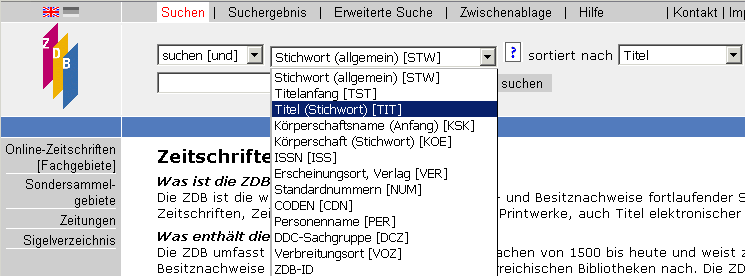 Suchen | Suchergebnis | Erweiterte Suche | Zwischenablage | Hilfe | Kontakt | Im
Z D B
suchen [und] Stichwort (allgemein) [STW] ? sortiert nach Titel
suchen
Stichwort (allgemein) [STW]
Titelanfang [TST]
Titel (Stichwort) [TIT]
Körperschaftsname (Anfang) [KSK]
Körperschaft (Stichwort) [KOE]
ISSN [ISS]
Erscheinungsort, Verlag [VER]
Standardnummern [NUM]
CODEN [CDN]
Personenname [PER]
DDC-Sachgruppe [DCZ]
Verbreitungsort [VOZ]
ZDB-ID
Online-Zeitschriften
[Fachgebiete]
Sondersammel-
gebiete
Zeitungen
Sigelverzeichnis
Zeitschrifte
Was ist die ZDB
Die ZDB ist die w - und Besitznachweise fortlaufender S
Zeitschriften, Zei Printwerke, auch Titel elektronischer
Was enthält die
Die ZDB umfasst achen von 1500 bis heute und weist z
Besitznachweise reichischen Bibliotheken nach. Die ZD